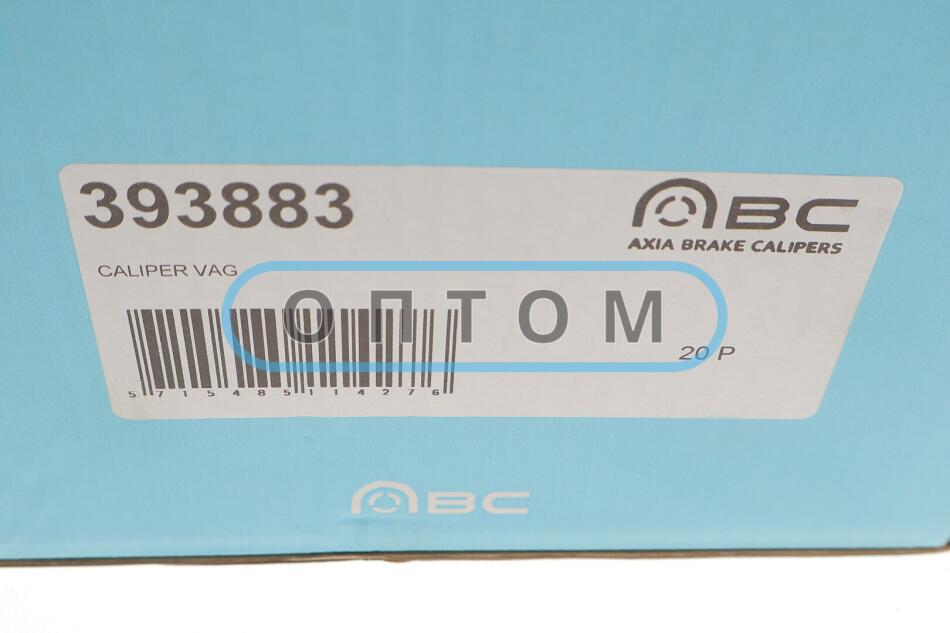 393883
ABC
AXIA BRAKE CALIPERS
CALIPER VAG
ОПТОМ
20 P
5715485114276
ABC